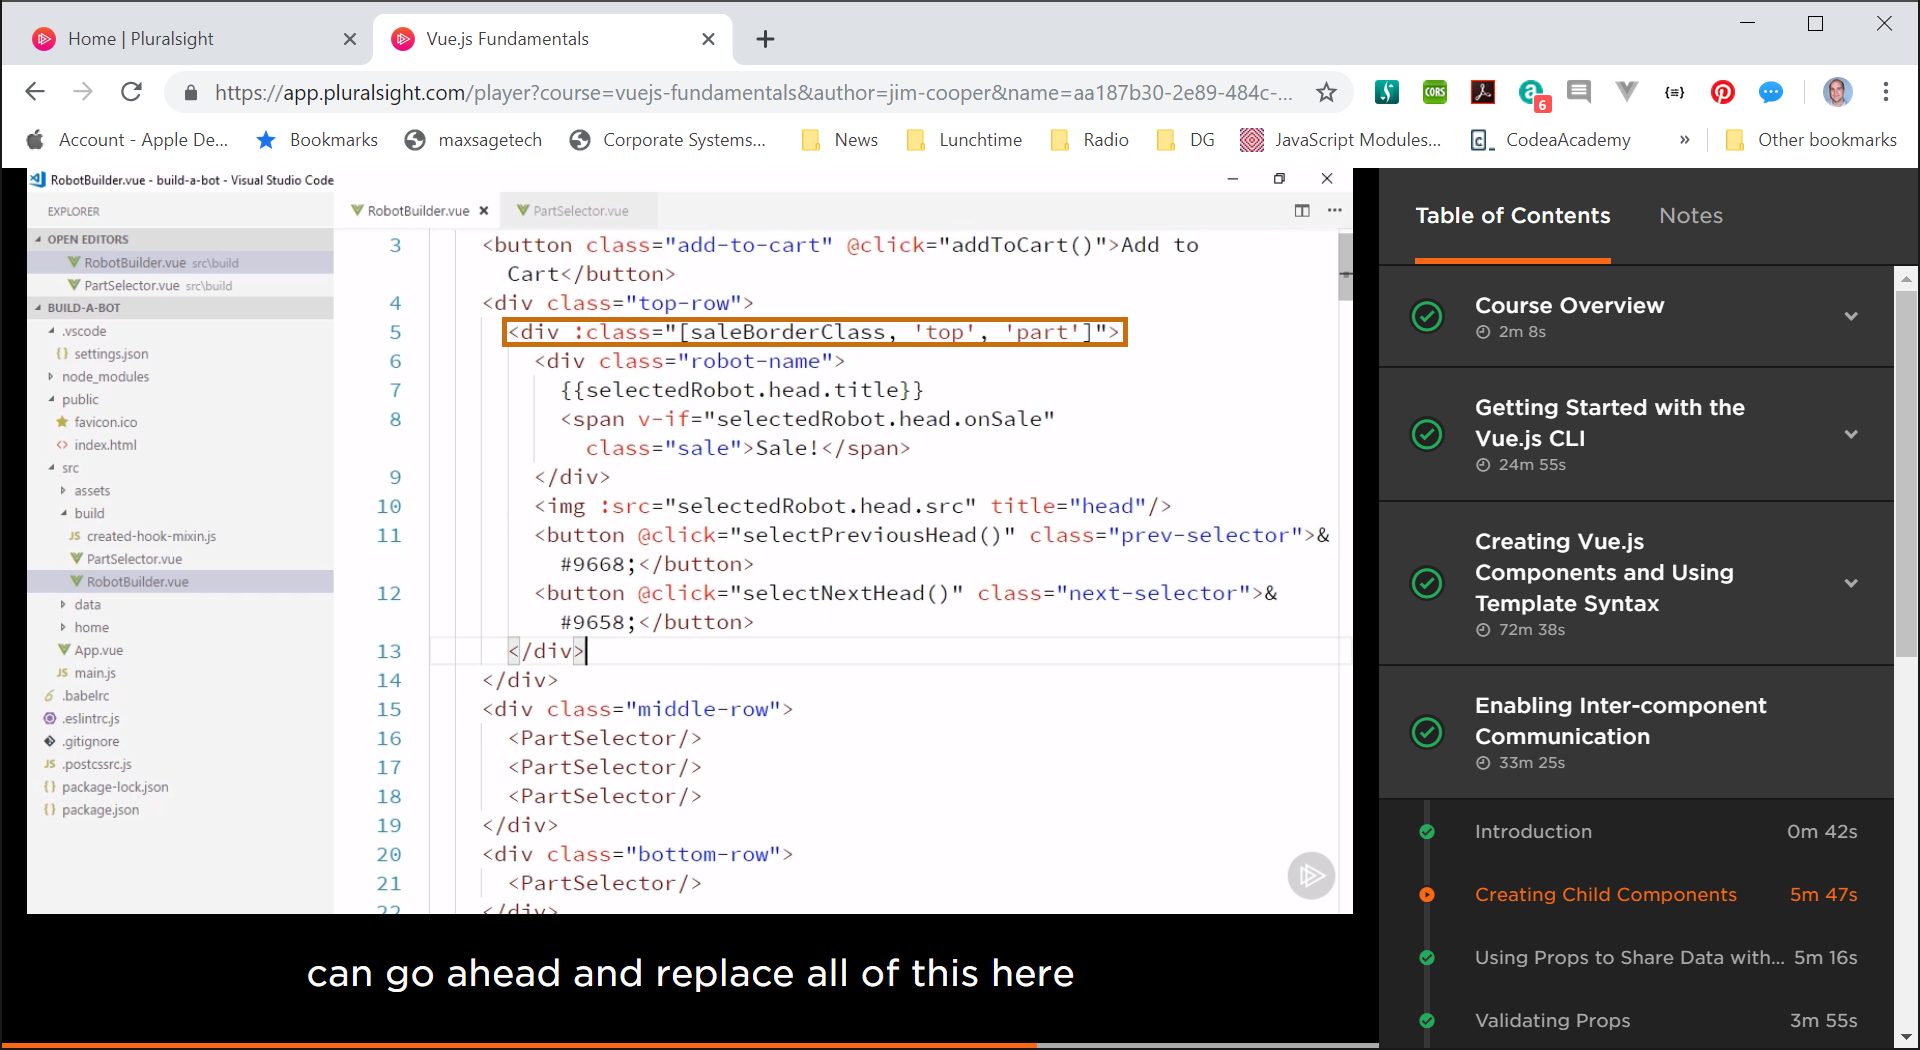 Home | Pluralsight
Vue.js Fundamentals
https://app.pluralsight.com/player?course=vuejs-fundamentals&author=jim-cooper&name=aa187b30-2e89-484c-...
CORS
6
{≡}
Account - Apple De...
Bookmarks
maxsagetech
Corporate Systems...
News
Lunchtime
Radio
DG
JavaScript Modules...
CodeaAcademy
»
Other bookmarks
RobotBuilder.vue - build-a-bot - Visual Studio Code
EXPLORER
OPEN EDITORS
RobotBuilder.vue src\build
PartSelector.vue src\build
BUILD-A-BOT
.vscode
{} settings.json
node_modules
public
favicon.ico
<> index.html
src
assets
build
JS created-hook-mixin.js
PartSelector.vue
RobotBuilder.vue
data
home
App.vue
JS main.js
.babelrc
.eslintrc.js
.gitignore
JS .postcssrc.js
{} package-lock.json
{} package.json
RobotBuilder.vue
PartSelector.vue
3 <button class="add-to-cart" @click="addToCart()">Add to
Cart</button>
4 <div class="top-row">
5 <div :class="[saleBorderClass, 'top', 'part']">
6 <div class="robot-name">
7 {{selectedRobot.head.title}}
8 <span v-if="selectedRobot.head.onSale"
class="sale">Sale!</span>
9 </div>
10 <img :src="selectedRobot.head.src" title="head"/>
11 <button @click="selectPreviousHead()" class="prev-selector">&
#9668;</button>
12 <button @click="selectNextHead()" class="next-selector">&
#9658;</button>
13 </div>
14 </div>
15 <div class="middle-row">
16 <PartSelector/>
17 <PartSelector/>
18 <PartSelector/>
19 </div>
20 <div class="bottom-row">
21 <PartSelector/>
22 </div>
can go ahead and replace all of this here
Table of Contents
Notes
Course Overview
2m 8s
Getting Started with the
Vue.js CLI
24m 55s
Creating Vue.js
Components and Using
Template Syntax
72m 38s
Enabling Inter-component
Communication
33m 25s
Introduction 0m 42s
Creating Child Components 5m 47s
Using Props to Share Data with... 5m 16s
Validating Props 3m 55s